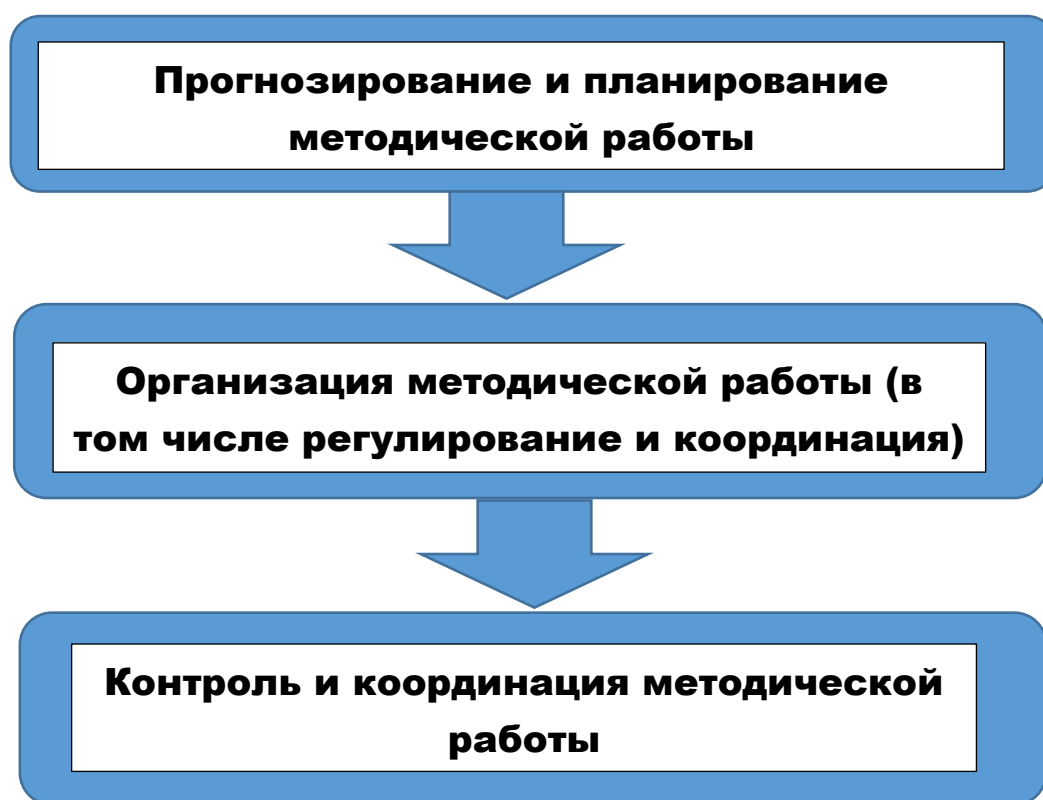 Прогнозирование и планирование
методической работы
Организация методической работы (в
том числе регулирование и координация)
Контроль и координация методической
работы